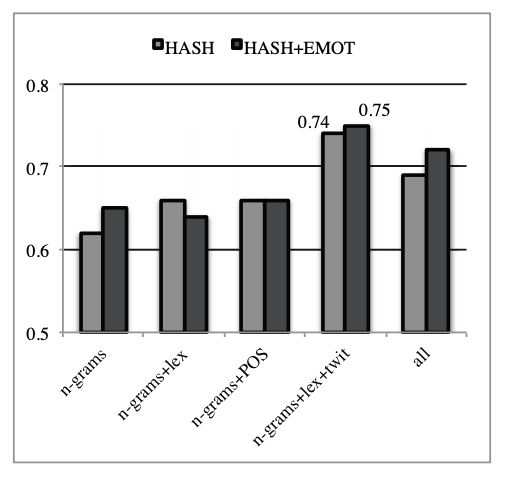 HASH HASH+EMOT
0.8
0.7
0.6
0.5
0.74
0.75
n-grams
n-grams+lex
n-grams+POS
n-grams+lex+twit
all